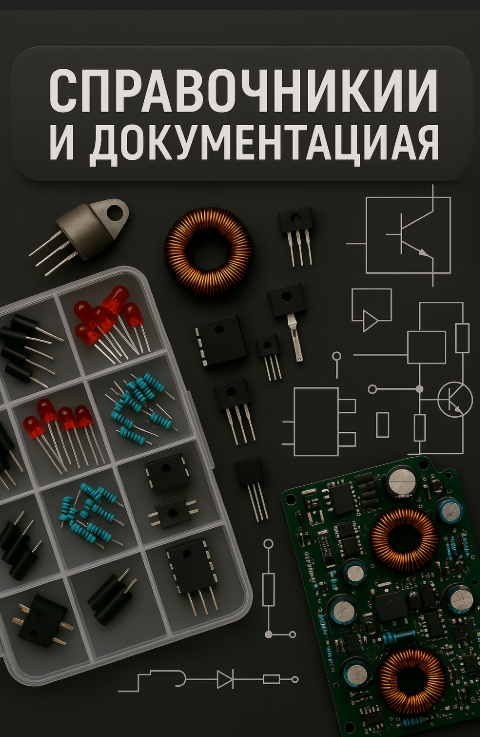 СПРАВОЧНИКИИ
И ДОКУМЕНТАЦИАЯ